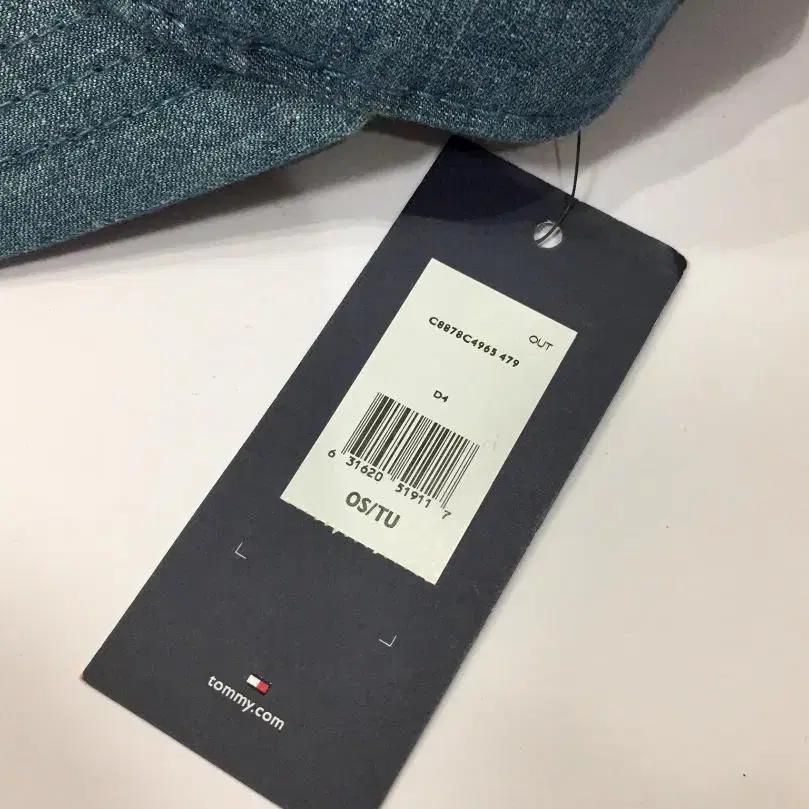 OUT
C8878C4965 479
D4
6 31620 51911 7
OS/TU
tommy.com